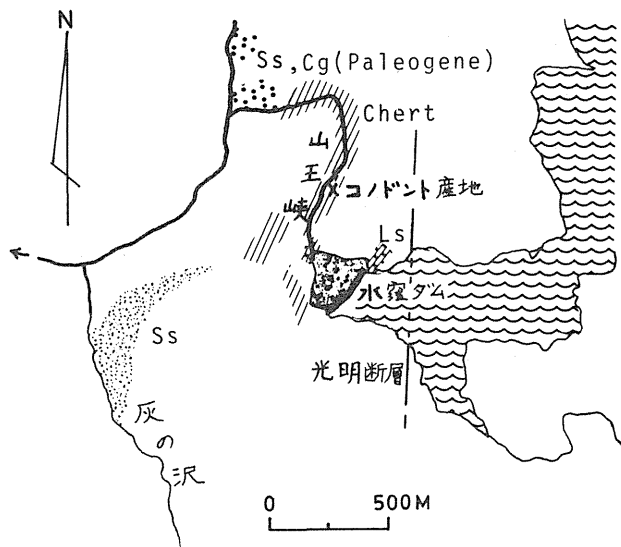 N
Ss,Cg(Paleogene)
Chert
山王峡
コノドント産地
Ls
水窪ダム
Ss
光明断層
灰の沢
0 500M